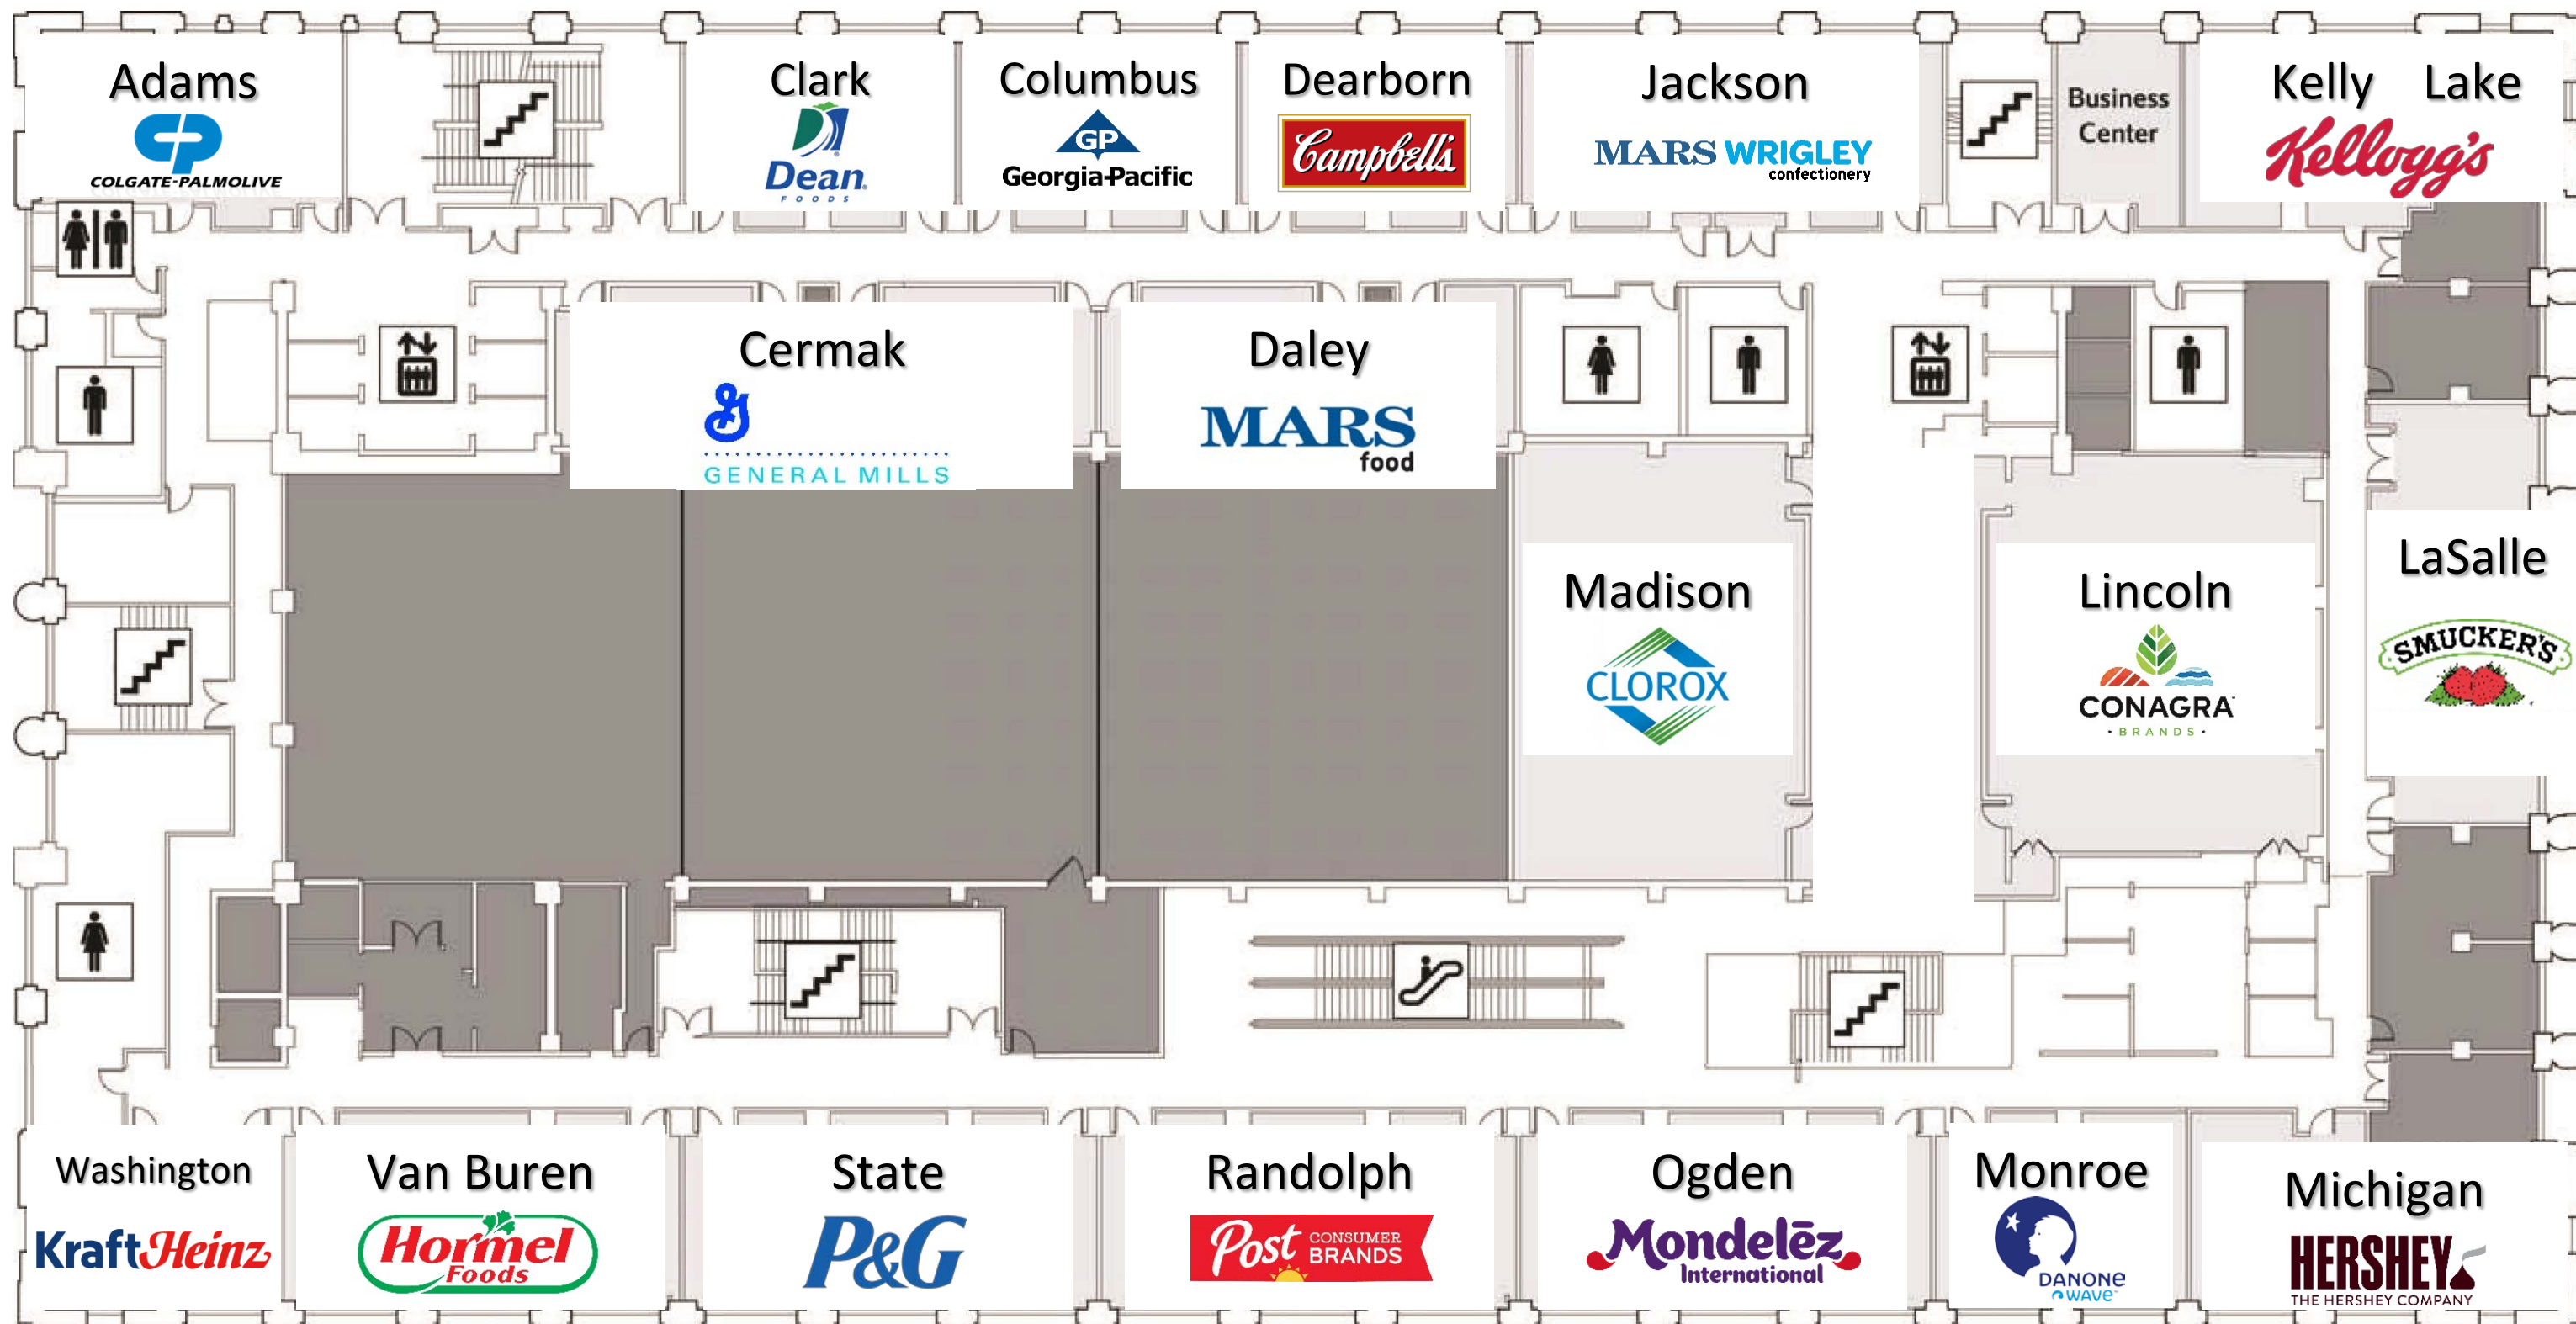 Adams
COLGATE-PALMOLIVE
Clark
Dean
FOODS
Columbus
GP
Georgia-Pacific
Dearborn
Campbell's
Jackson
MARS WRIGLEY
confectionery
Business
Center
Kelly Lake
Kellogg's
Cermak
GENERAL MILLS
Daley
MARS
food
Madison
CLOROX
Lincoln
CONAGRA
BRANDS
LaSalle
SMUCKER'S
Washington
KraftHeinz
Van Buren
Hormel
Foods
State
P&G
Randolph
Post CONSUMER
BRANDS
Ogden
Mondelēz
International
Monroe
DANONE
WAVE
Michigan
HERSHEY
THE HERSHEY COMPANY